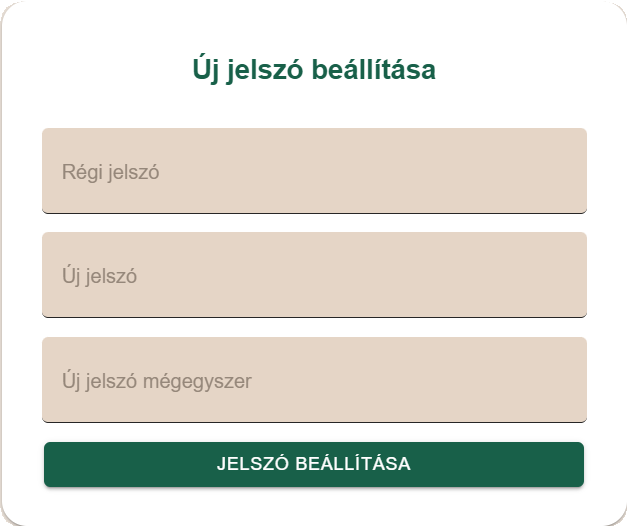 Új jelszó beállítása
Régi jelszó
Új jelszó
Új jelszó mégegyszer
JELSZÓ BEÁLLÍTÁSA